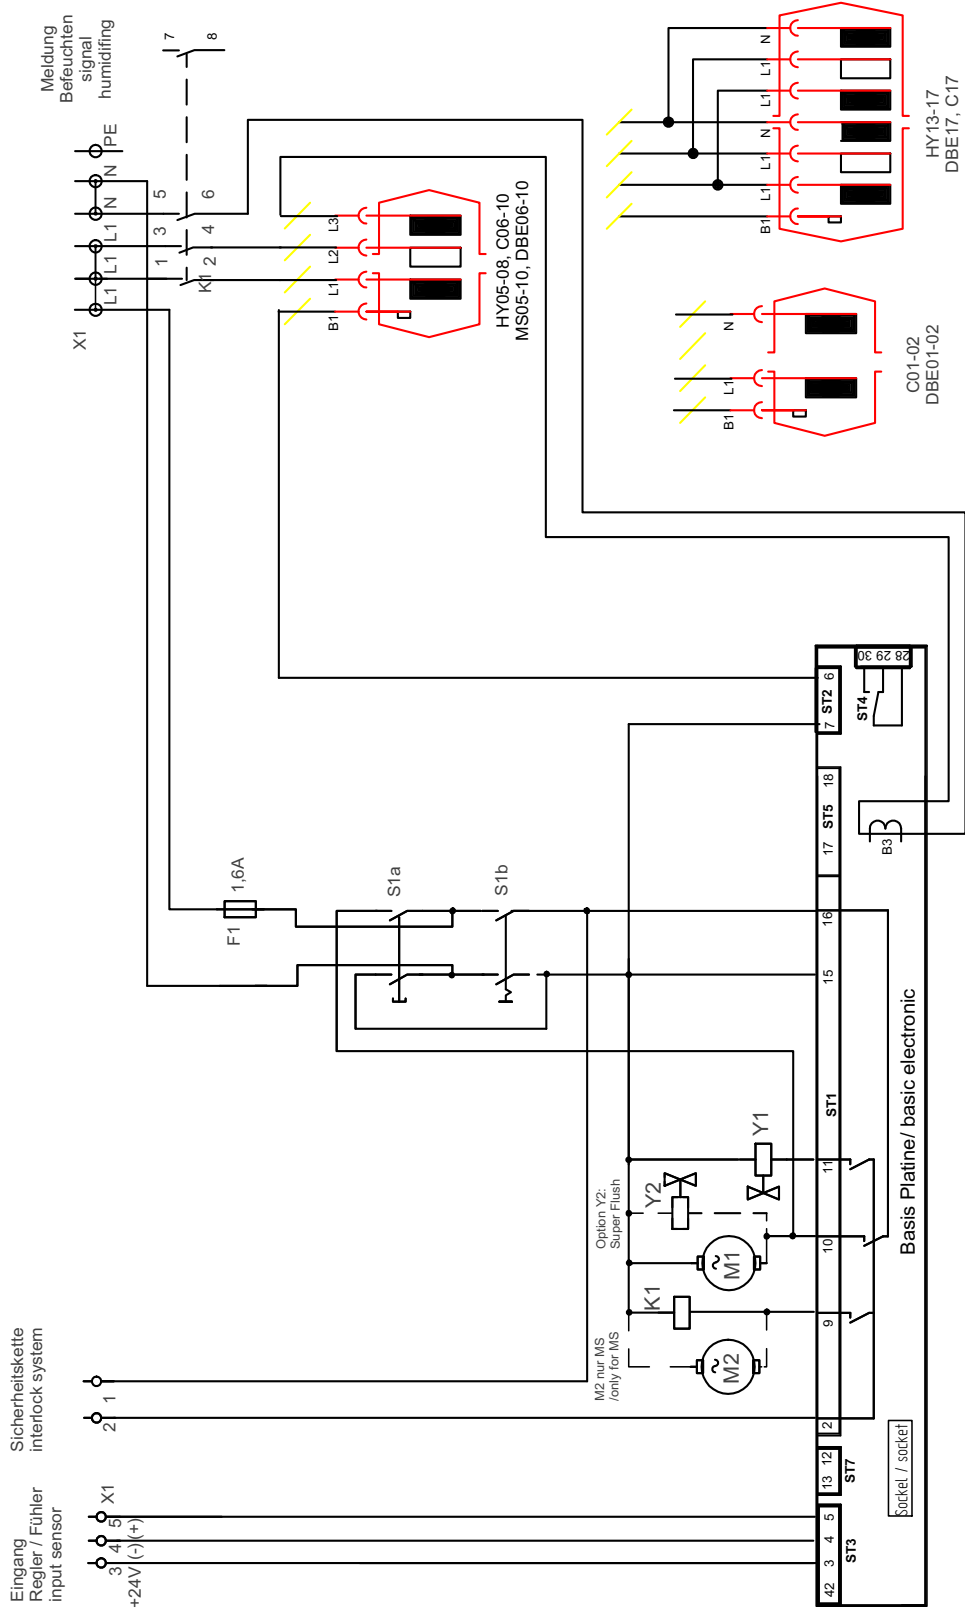 Eingang
Regler / Fühler
input sensor
+24V (-) (+)
3 4 5 X1
Sicherheitskette
interlock system
2 1
X1
L1 L1 L1 N N PE
Meldung
Befeuchten
signal
humidifing
7
8
1 3 5
K1 2 4 6
F1 1,6A
S1a
S1b
B1 L1 L2 L3
HY05-08, C06-10
MS05-10, DBE06-10
B1 L1 N
C01-02
DBE01-02
B1 L1 L1 N L1 L1 N
HY13-17
DBE17, C17
M2 nur MS
/only for MS
M2
K1
M1
Option Y2:
Super Flush
Y2
Y1
42 3 4 5
ST3
13 12
ST7
2 9 10 11 15 16
ST1
17 18
ST5
7 6
ST2
ST4
28 29 30
B3
Sockel / socket
Basis Platine/ basic electronic